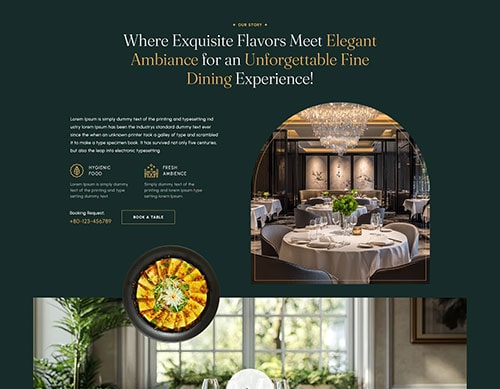 OUR STORY
Where Exquisite Flavors Meet Elegant
Ambiance for an Unforgettable Fine
Dining Experience!
Lorem Ipsum is simply dummy text of the printing and typesetting ind
ustry lorem Ipsum has been the industrys standard dummy text ever
since the when an unknown printer took a galley of type and scrambled
it to make a type specimen book. It has survived not only five centuries,
but also the leap into electronic typesetting
HYGIENIC
FOOD
FRESH
AMBIENCE
Lorem Ipsum is simply dummy
text of the printing and type
setting dummy text.
Simply dummy text of the
printing and lorem ipsum type
setting lorem ipsum.
Booking Request:
+80-123-456789
BOOK A TABLE